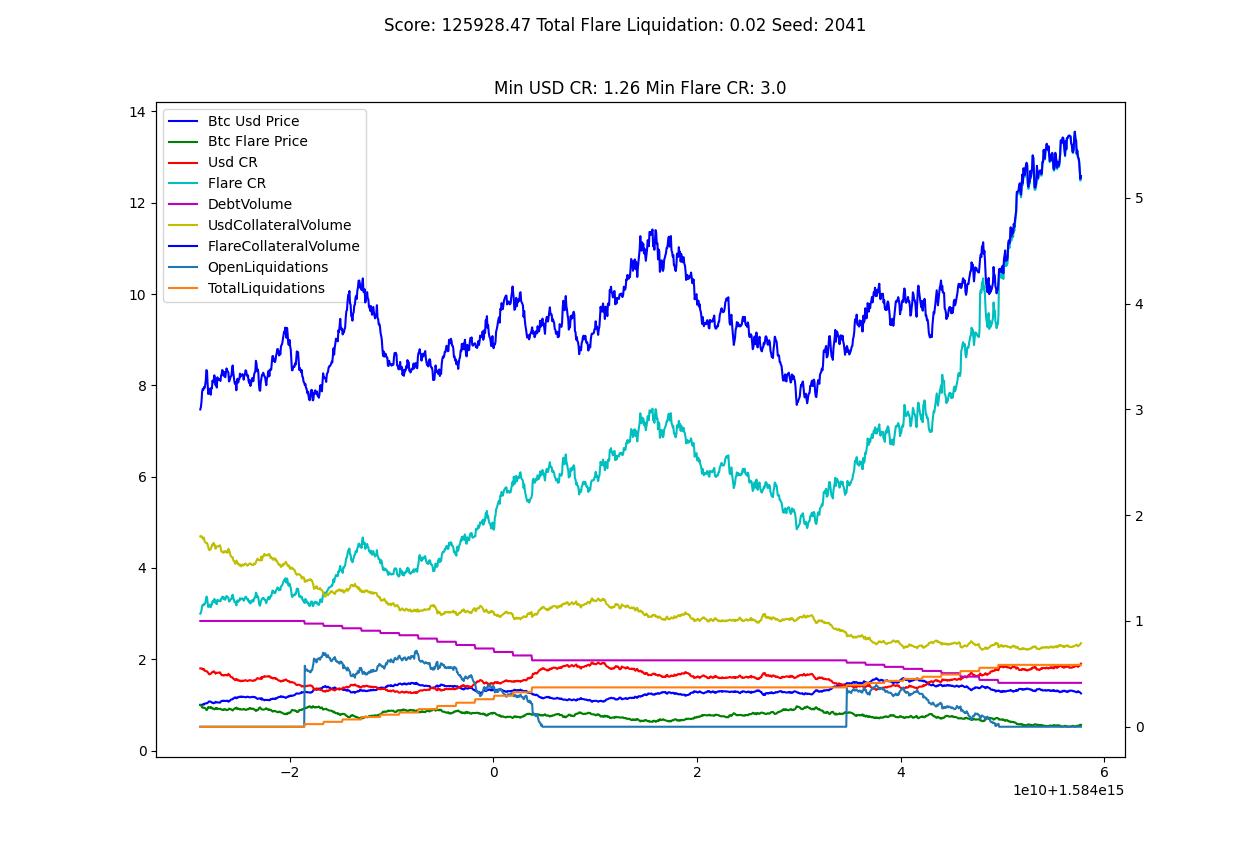 Score: 125928.47 Total Flare Liquidation: 0.02 Seed: 2041
Min USD CR: 1.26 Min Flare CR: 3.0
Btc Usd Price
Btc Flare Price
Usd CR
Flare CR
DebtVolume
UsdCollateralVolume
FlareCollateralVolume
OpenLiquidations
TotalLiquidations
14
12
10
8
6
4
2
0
5
4
3
2
1
0
−2
0
2
4
6
1e10+1.584e15